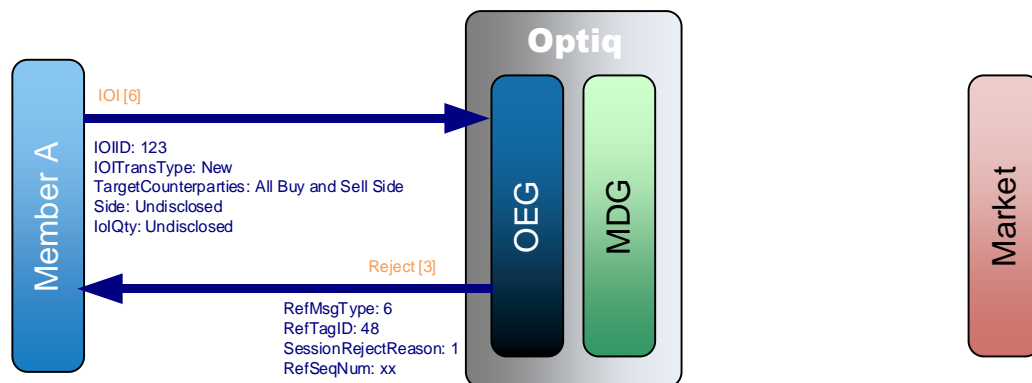 Optiq
Member A
IOI [6]
IOIID: 123
IOITransType: New
TargetCounterparties: All Buy and Sell Side
Side: Undisclosed
IoIQty: Undisclosed
Reject [3]
RefMsgType: 6
RefTagID: 48
SessionRejectReason: 1
RefSeqNum: xx
OEG
MDG
Market